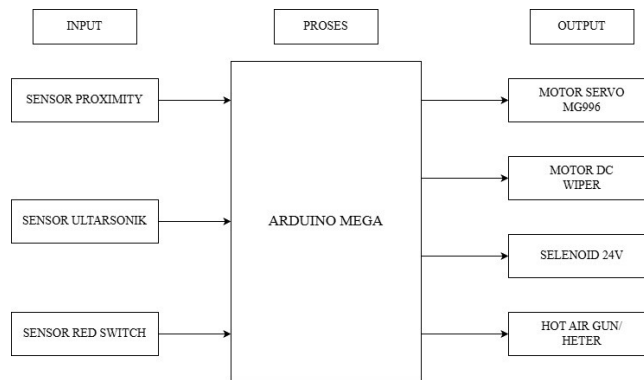 INPUT
PROSES
OUTPUT
SENSOR PROXIMITY
SENSOR ULTARSONIK
SENSOR RED SWITCH
ARDUINO MEGA
MOTOR SERVO
MG996
MOTOR DC
WIPER
SELENOID 24V
HOT AIR GUN/
HETER